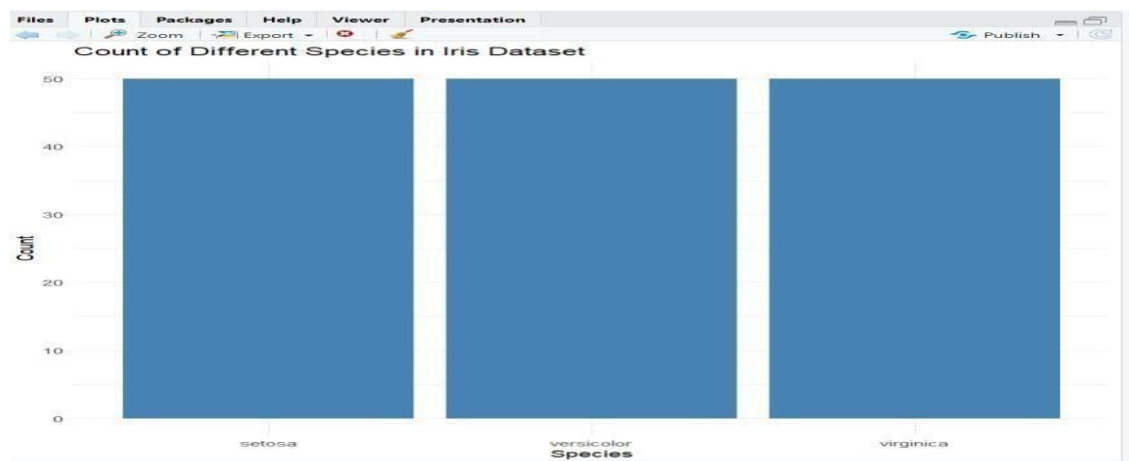 Files Plots Packages Help Viewer Presentation
Zoom Export Publish
Count of Different Species in Iris Dataset
50
40
30
20
10
0
Count
setosa versicolor virginica
Species